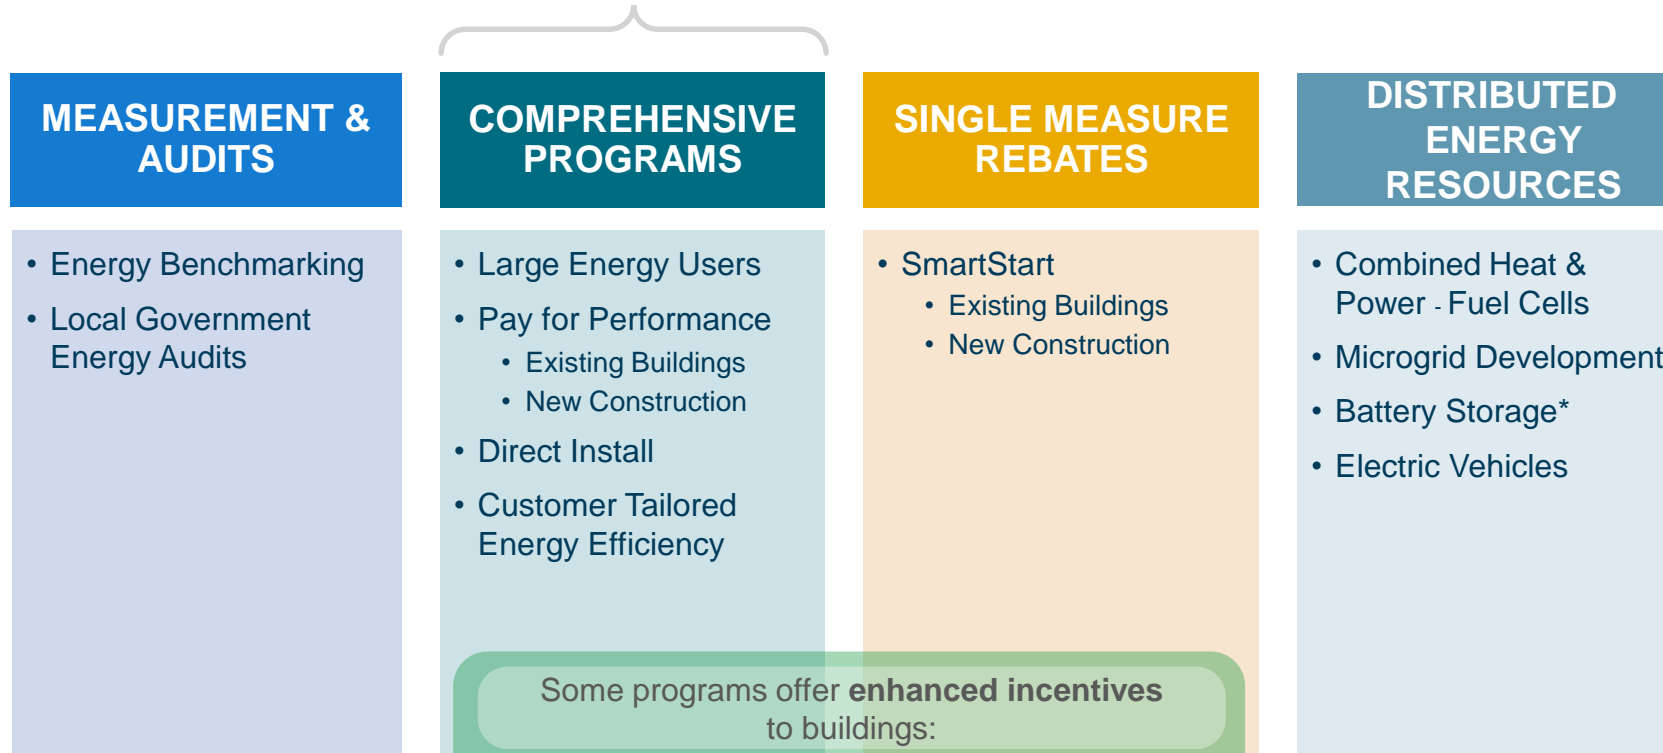 MEASUREMENT &
AUDITS
• Energy Benchmarking
• Local Government
Energy Audits
COMPREHENSIVE
PROGRAMS
• Large Energy Users
• Pay for Performance
• Existing Buildings
• New Construction
• Direct Install
• Customer Tailored
Energy Efficiency
SINGLE MEASURE
REBATES
• SmartStart
• Existing Buildings
• New Construction
DISTRIBUTED
ENERGY
RESOURCES
• Combined Heat &
Power - Fuel Cells
• Microgrid Development
• Battery Storage*
• Electric Vehicles
Some programs offer enhanced incentives
to buildings: